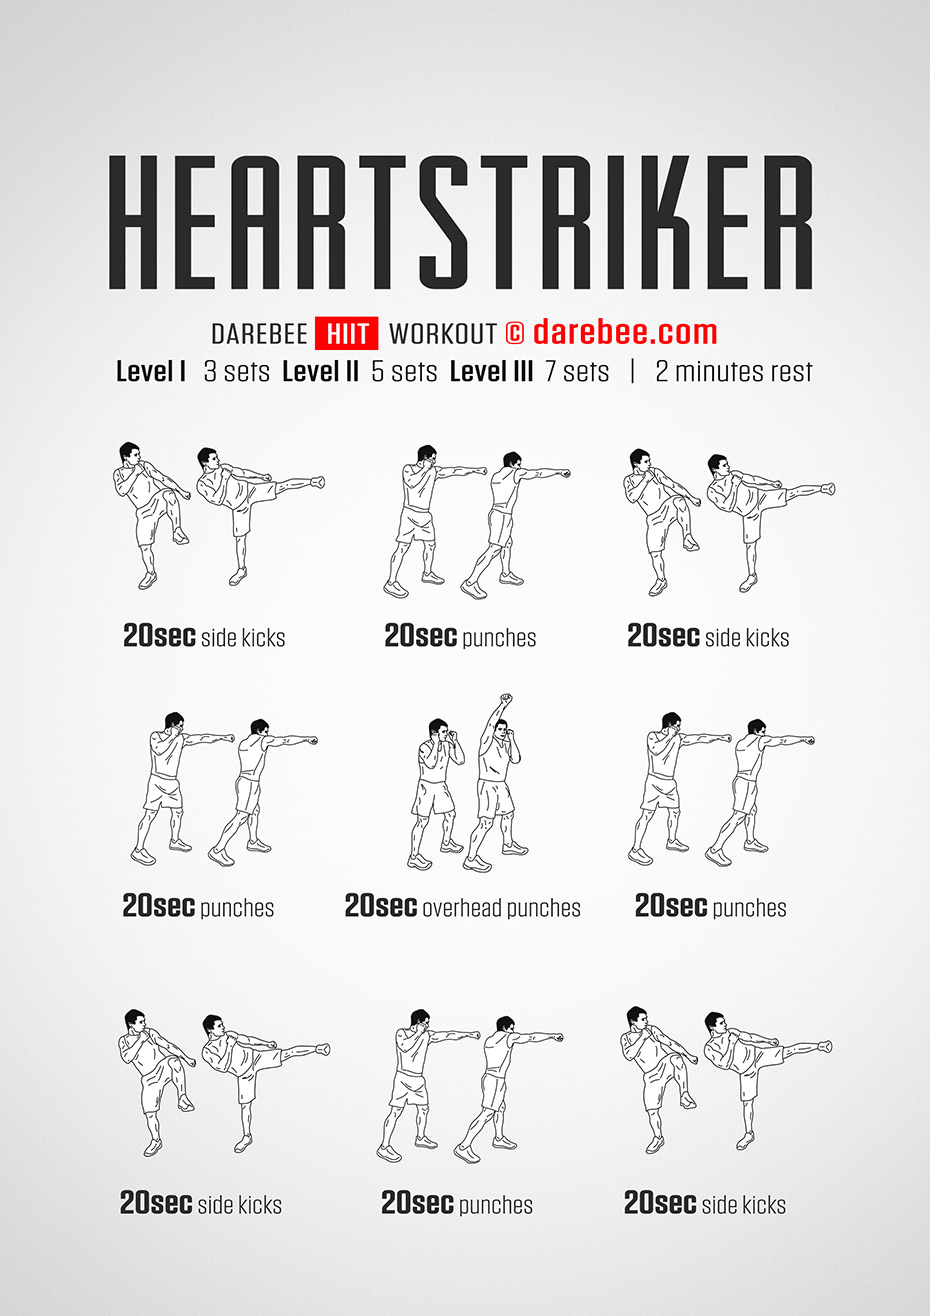 HEARTSTRIKER
DAREBEE HIIT WORKOUT © darebee.com
Level I 3 sets Level II 5 sets Level III 7 sets | 2 minutes rest
20sec side kicks
20sec punches
20sec side kicks
20sec punches
20sec overhead punches
20sec punches
20sec side kicks
20sec punches
20sec side kicks